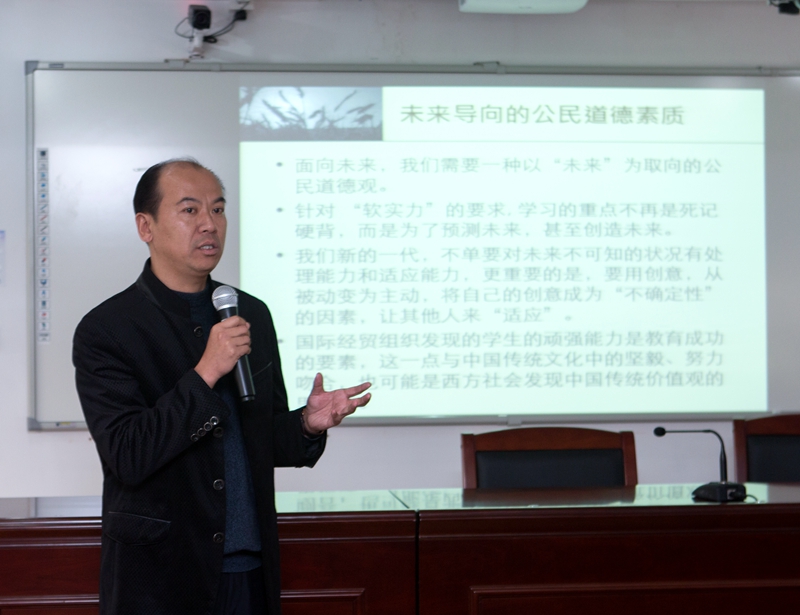 未来导向的公民道德素质
• 面向未来，我们需要一种以“未来”为取向的公
民道德观。
• 针对 “软实力”的要求，学习的重点不再是死记
硬背，而是为了预测未来，甚至创造未来。
• 我们新的一代，不单要对未来不可知的状况有处
理能力和适应能力，更重要的是，要用创意，从
被动变为主动，将自己的创意成为“不确定性”
的因素，让其他人来“适应”。
• 国际经贸组织发现的学生的顽强能力是教育成功
的要素，这一点与中国传统文化中的坚毅、努力
吻合，也可能是西方社会发现中国传统价值观的